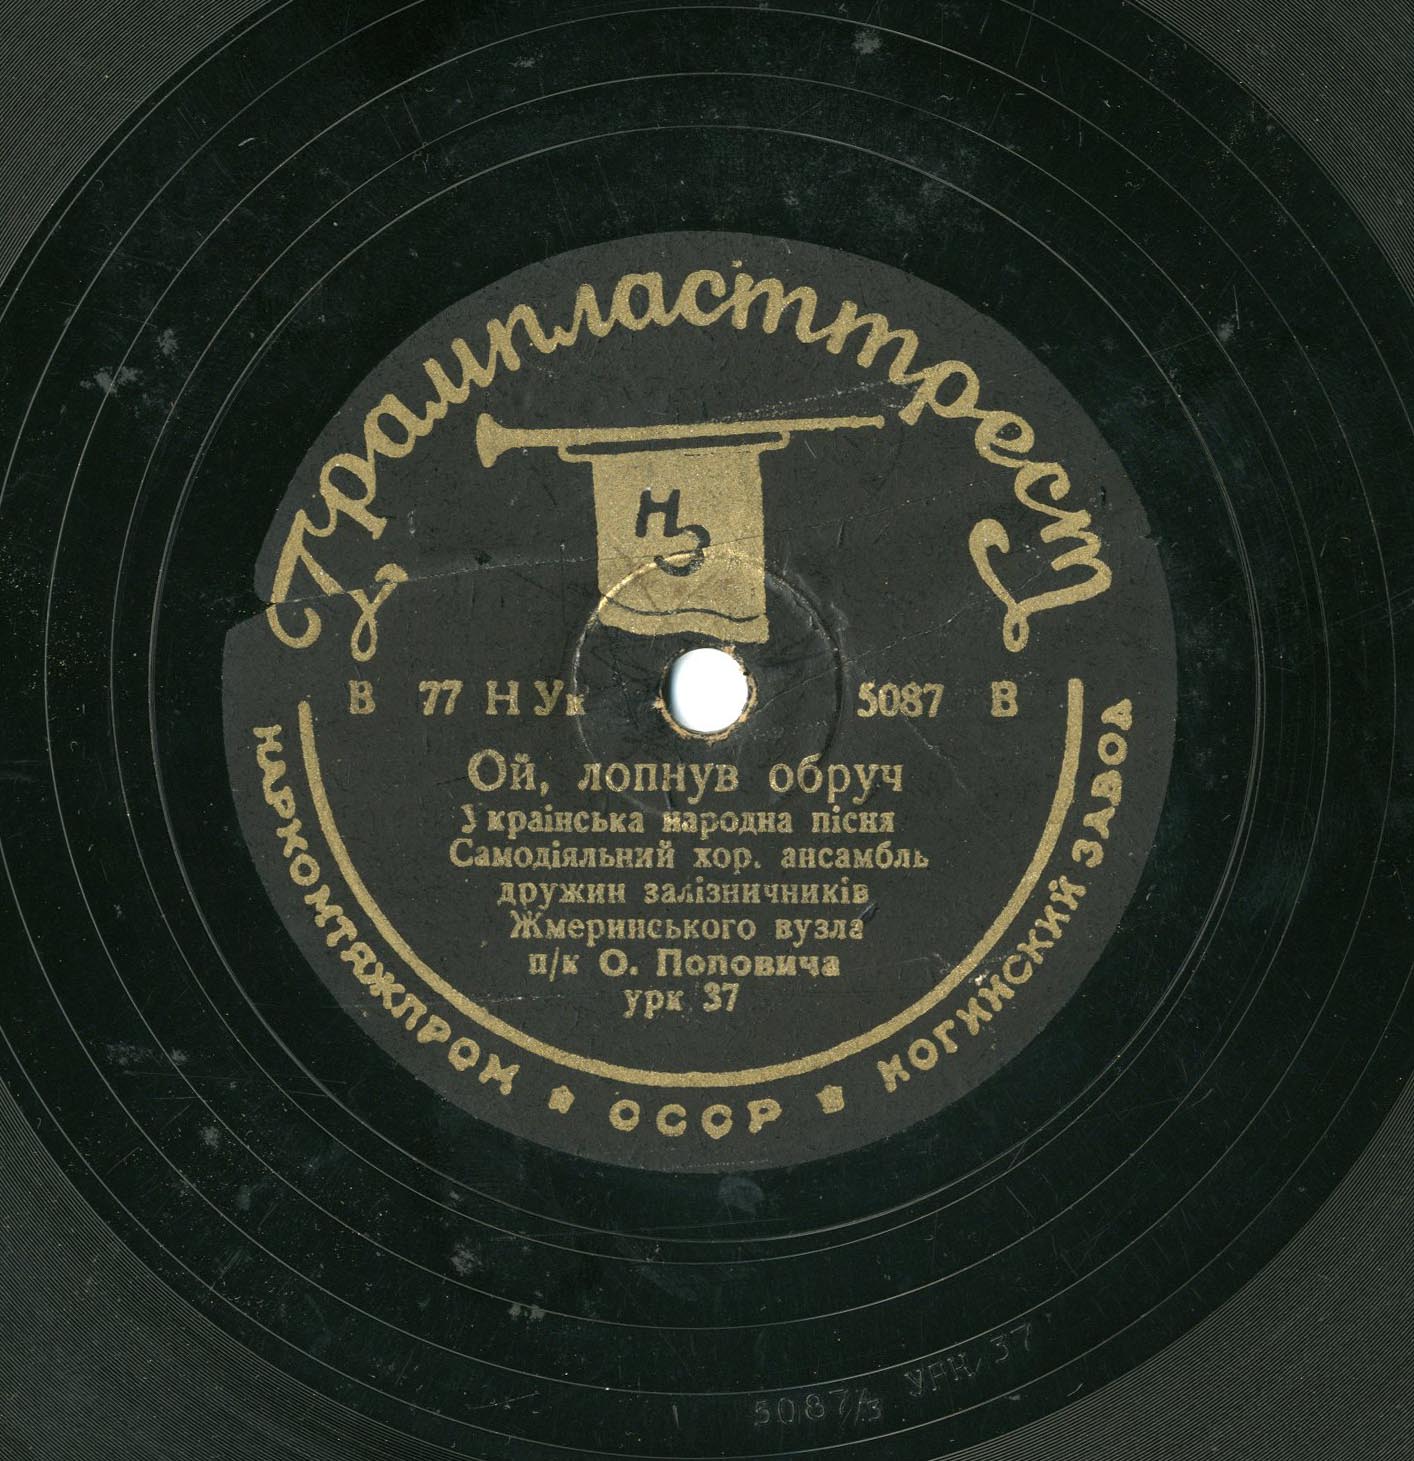 Грампласттрест
НЗ
В 77 Н Ук 5087 В
Ой, лопнув обруч
Українська народна пісня
Самодіяльний хор. ансамбль
дружин залізничників
Жмеринського вузла
п/к О. Поповича
урк 37
НАРКОМТЯЖПРОМ ★ СССР ★ НОГИЙСКИЙ ЗАВОД
5087/3 УРК 37